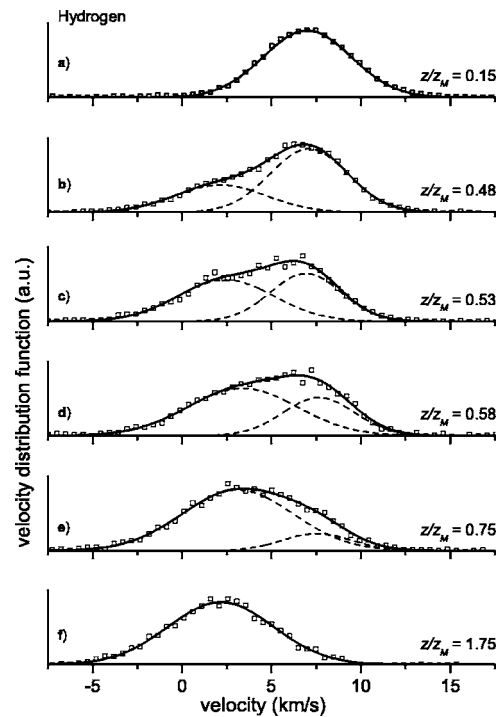 Hydrogen
a)
z/z_M = 0.15
b)
z/z_M = 0.48
c)
z/z_M = 0.53
d)
z/z_M = 0.58
e)
z/z_M = 0.75
f)
z/z_M = 1.75
velocity distribution function (a.u.)
-5 0 5 10 15
velocity (km/s)